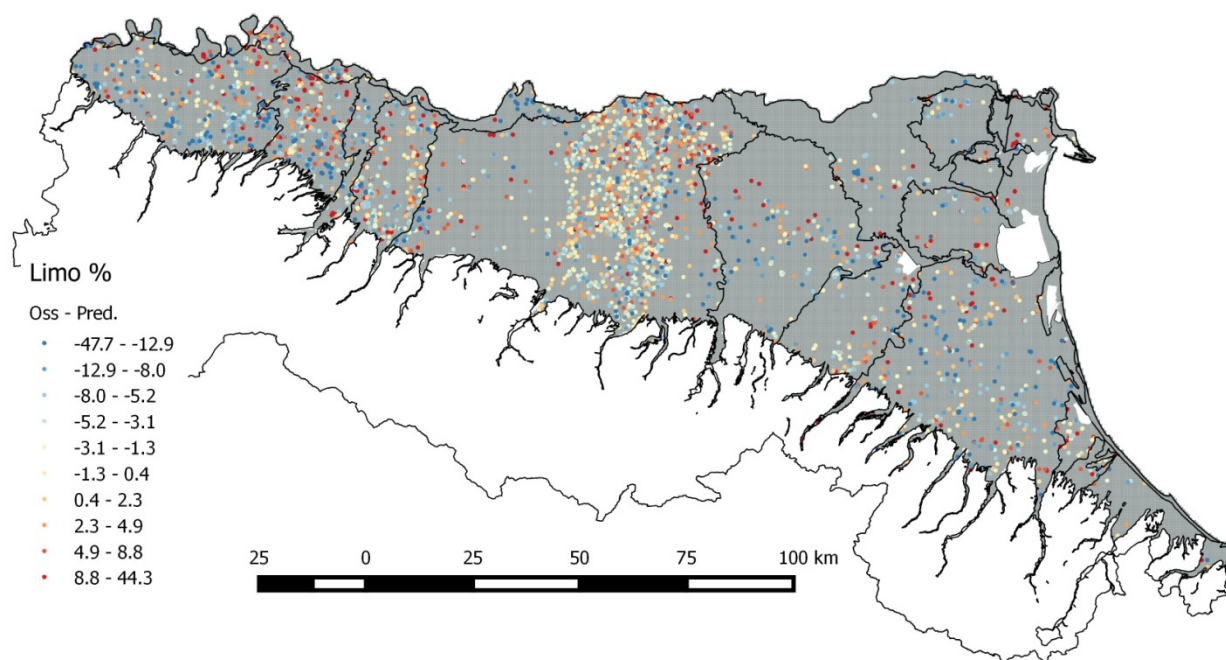 Limo %
Oss - Pred.
-47.7 - -12.9
-12.9 - -8.0
-8.0 - -5.2
-5.2 - -3.1
-3.1 - -1.3
-1.3 - 0.4
0.4 - 2.3
2.3 - 4.9
4.9 - 8.8
8.8 - 44.3
25 0 25 50 75 100 km